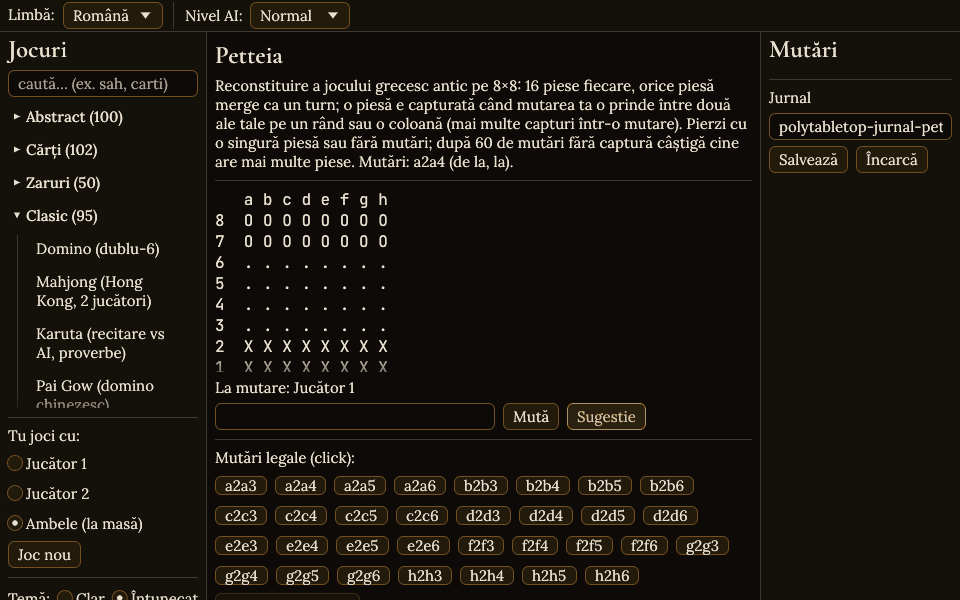 Limbă: Română ▼ Nivel AI: Normal ▼
Jocuri
caută... (ex. sah, carti)
▸ Abstract (100)
▸ Cărți (102)
▸ Zaruri (50)
▾ Clasic (95)
Domino (dublu-6)
Mahjong (Hong
Kong, 2 jucători)
Karuta (recitare vs
AI, proverbe)
Pai Gow (domino
chinezesc)
Tu joci cu:
Jucător 1
Jucător 2
Ambele (la masă)
Joc nou
Temă: Clar Întunecat
Petteia
Reconstituire a jocului grecesc antic pe 8×8: 16 piese fiecare, orice piesă
merge ca un turn; o piesă e capturată când mutarea ta o prinde între două
ale tale pe un rând sau o coloană (mai multe capturi într-o mutare). Pierzi cu
o singură piesă sau fără mutări; după 60 de mutări fără captură câștigă cine
are mai multe piese. Mutări: a2a4 (de la, la).
a b c d e f g h
8 O O O O O O O O
7 O O O O O O O O
6 . . . . . . . .
5 . . . . . . . .
4 . . . . . . . .
3 . . . . . . . .
2 X X X X X X X X
1 X X X X X X X X
La mutare: Jucător 1
Mută Sugestie
Mutări legale (click):
a2a3 a2a4 a2a5 a2a6 b2b3 b2b4 b2b5 b2b6
c2c3 c2c4 c2c5 c2c6 d2d3 d2d4 d2d5 d2d6
e2e3 e2e4 e2e5 e2e6 f2f3 f2f4 f2f5 f2f6 g2g3
g2g4 g2g5 g2g6 h2h3 h2h4 h2h5 h2h6
Mutări
Jurnal
polytabletop-jurnal-pet
Salvează Încarcă